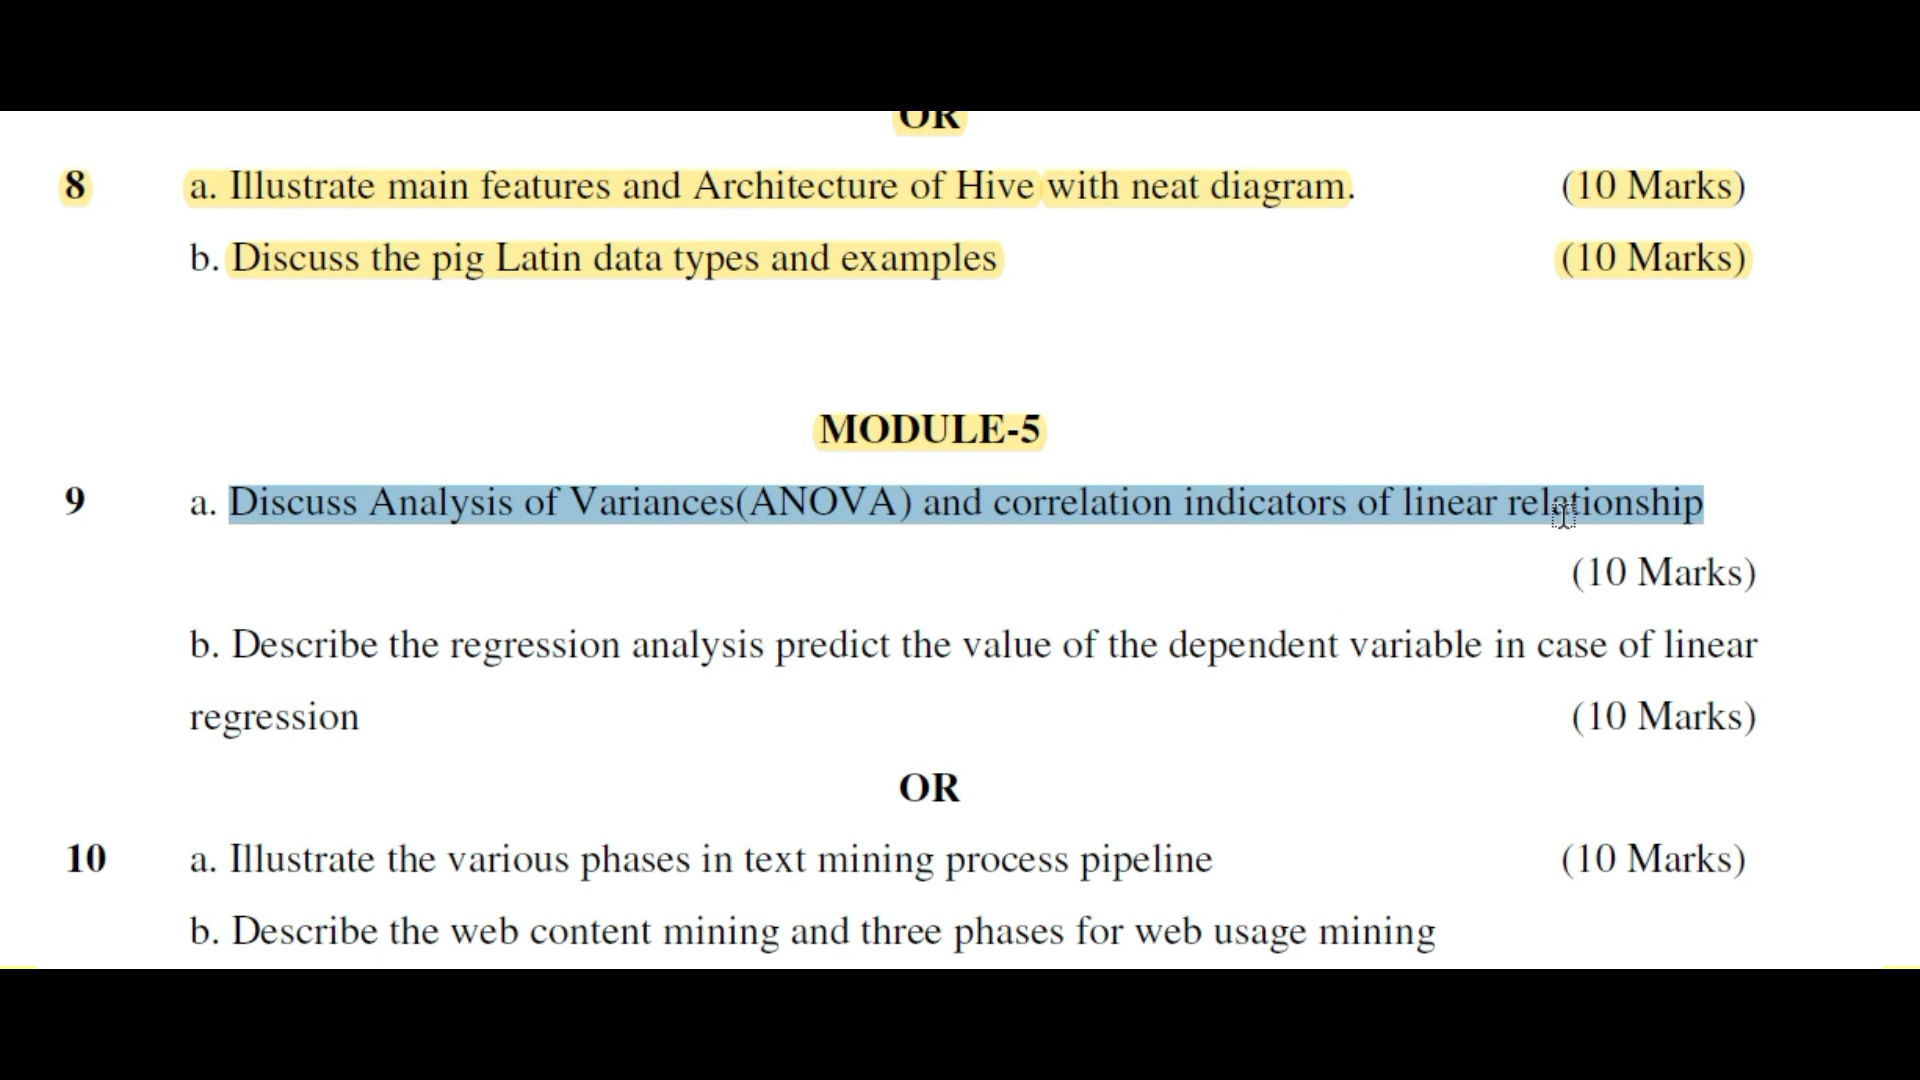 OR
8 a. Illustrate main features and Architecture of Hive with neat diagram. (10 Marks)
b. Discuss the pig Latin data types and examples (10 Marks)
MODULE-5
9 a. Discuss Analysis of Variances(ANOVA) and correlation indicators of linear relationship
(10 Marks)
b. Describe the regression analysis predict the value of the dependent variable in case of linear
regression (10 Marks)
OR
10 a. Illustrate the various phases in text mining process pipeline (10 Marks)
b. Describe the web content mining and three phases for web usage mining